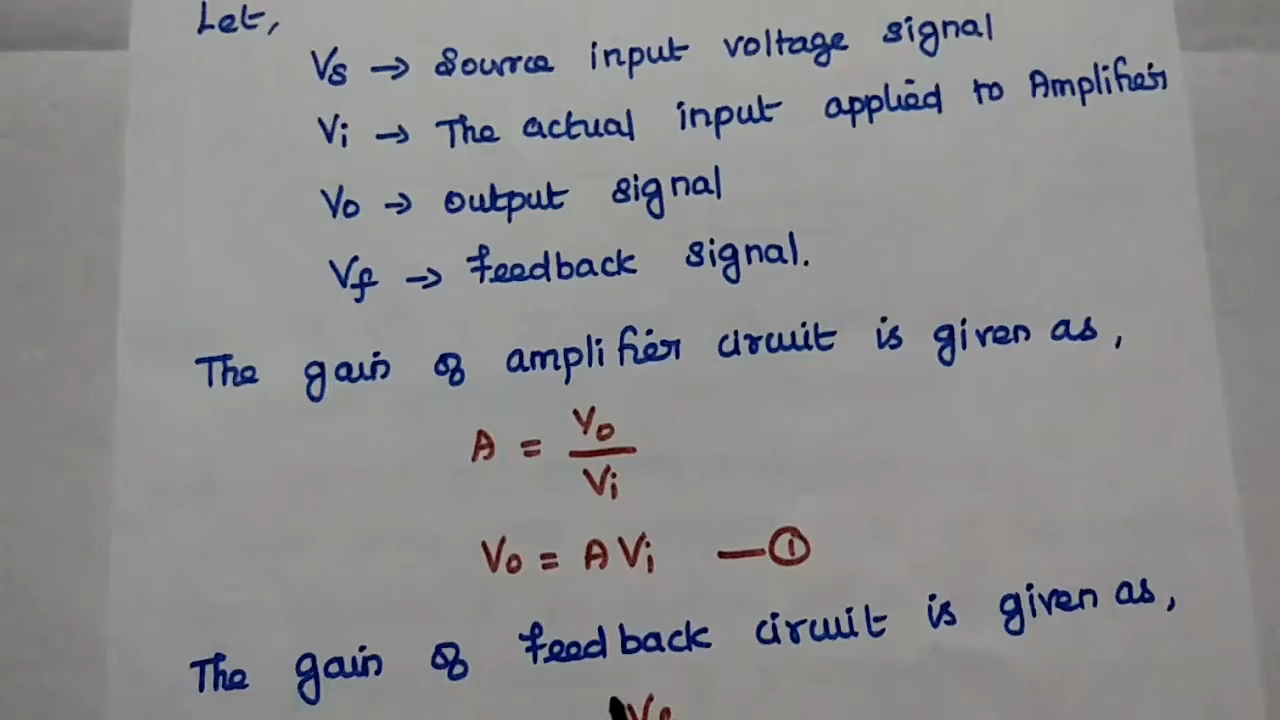 Let,
Vs → Source input voltage signal
Vi → The actual input applied to Amplifier
Vo → output signal
Vf → feedback signal.
The gain of amplifier circuit is given as,
A = Vo
Vi
Vo = A Vi — ①
The gain of feedback circuit is given as,